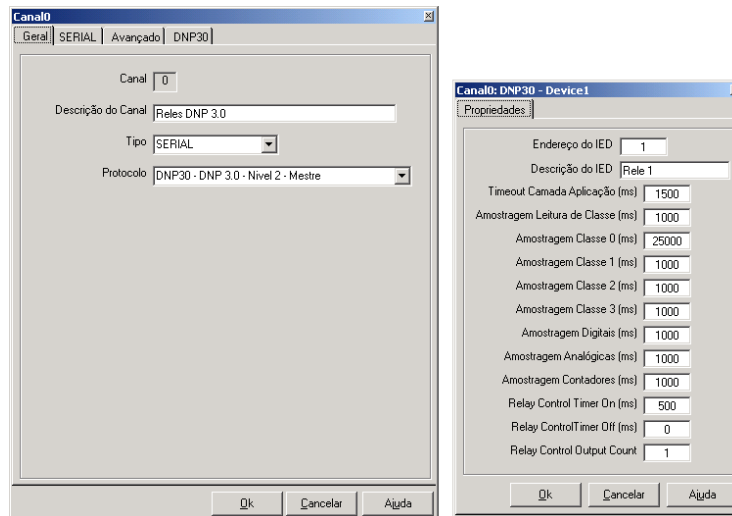 Canal0
Geral SERIAL Avançado DNP30
Canal 0
Descrição do Canal Reles DNP 3.0
Tipo SERIAL
Protocolo DNP30 - DNP 3.0 - Nivel 2 - Mestre
Ok Cancelar Ajuda
Canal0: DNP30 - Device1
Propriedades
Endereço do IED 1
Descrição do IED Rele 1
Timeout Camada Aplicação (ms) 1500
Amostragem Leitura de Classe (ms) 1000
Amostragem Classe 0 (ms) 25000
Amostragem Classe 1 (ms) 1000
Amostragem Classe 2 (ms) 1000
Amostragem Classe 3 (ms) 1000
Amostragem Digitais (ms) 1000
Amostragem Analógicas (ms) 1000
Amostragem Contadores (ms) 1000
Relay Control Timer On (ms) 500
Relay ControlTimer Off (ms) 0
Relay Control Output Count 1
Ok Cancelar Ajuda